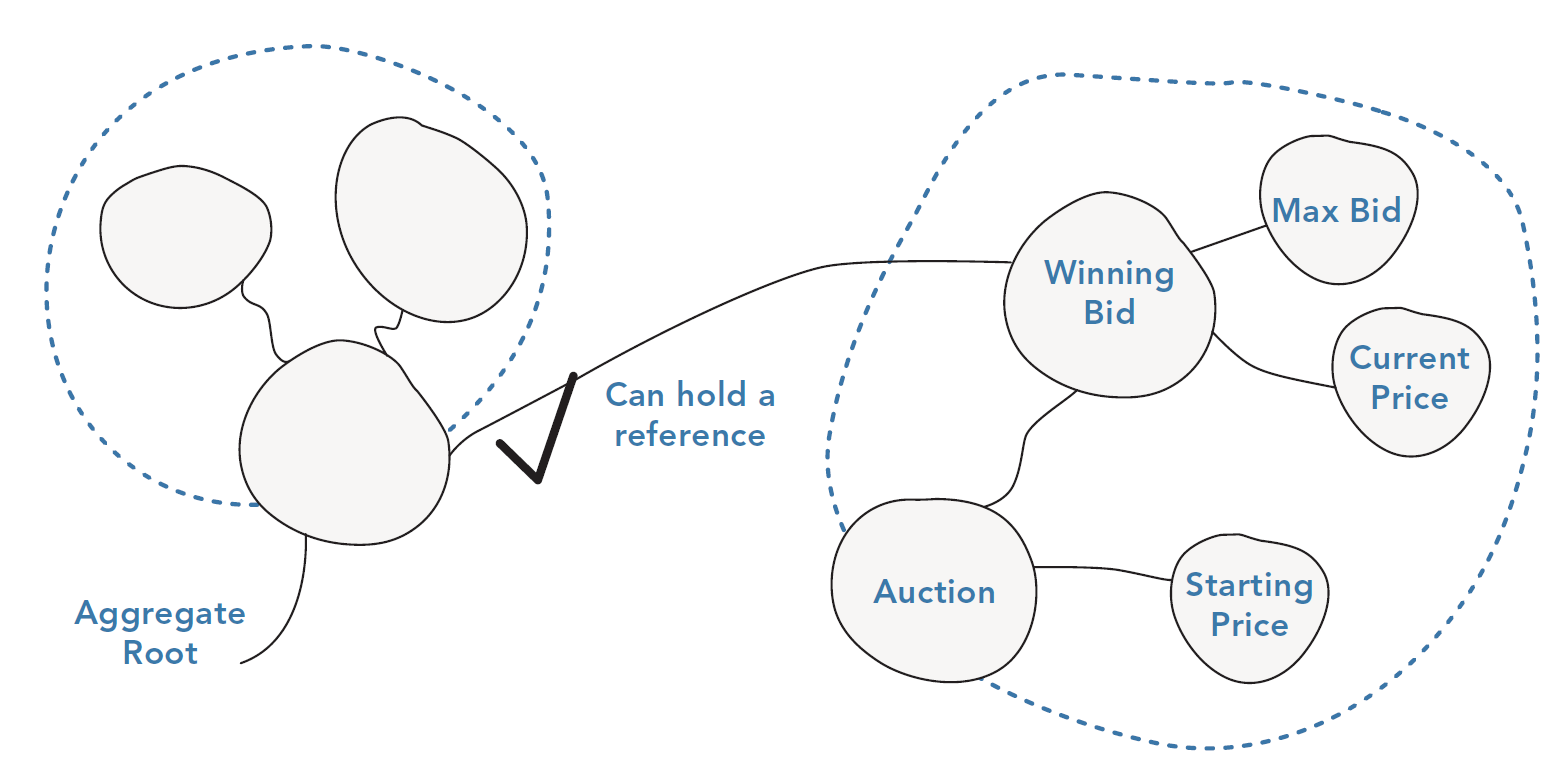 Max Bid
Winning
Bid
Current
Price
Can hold a
reference
Auction
Starting
Price
Aggregate
Root